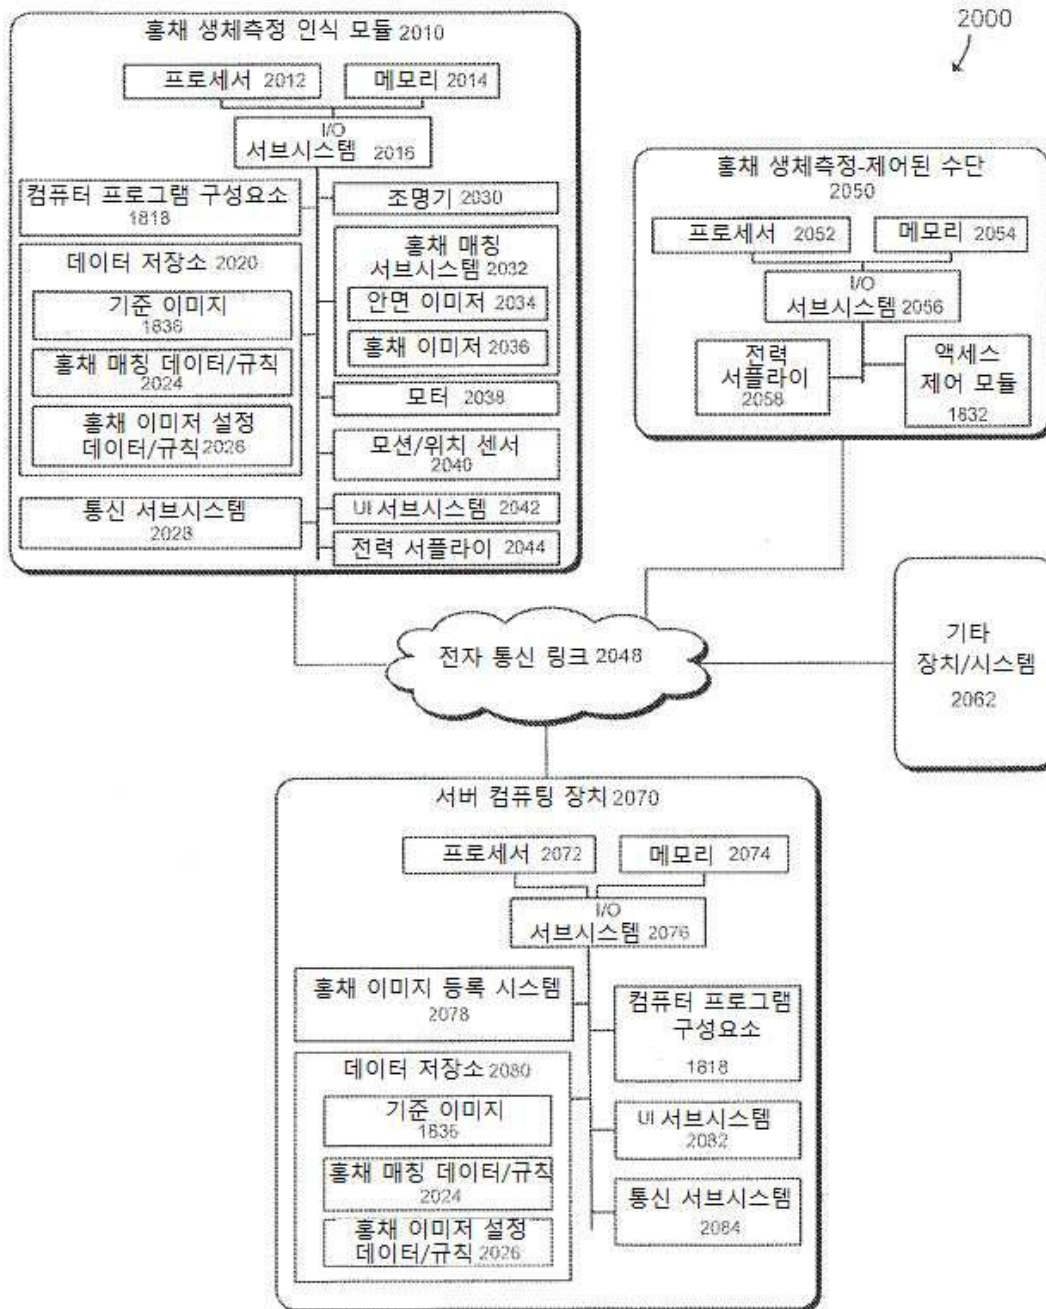 2000
홍채 생체측정 인식 모듈 2010
프로세서 2012
메모리 2014
I/O
서브시스템 2016
컴퓨터 프로그램 구성요소
1818
데이터 저장소 2020
기준 이미지
1836
홍채 매칭 데이터/규칙
2024
홍채 이미저 설정
데이터/규칙 2026
통신 서브시스템
2028
조명기 2030
홍채 매칭
서브시스템 2032
안면 이미저 2034
홍채 이미저 2036
모터 2038
모션/위치 센서
2040
UI 서브시스템 2042
전력 서플라이 2044
홍채 생체측정-제어된 수단
2050
프로세서 2052
메모리 2054
I/O
서브시스템 2056
전력
서플라이
2058
액세스
제어 모듈
1832
전자 통신 링크 2048
기타
장치/시스템
2062
서버 컴퓨팅 장치 2070
프로세서 2072
메모리 2074
I/O
서브시스템 2076
홍채 이미지 등록 시스템
2078
데이터 저장소 2080
기준 이미지
1836
홍채 매칭 데이터/규칙
2024
홍채 이미저 설정
데이터/규칙 2026
컴퓨터 프로그램
구성요소
1818
UI 서브시스템
2082
통신 서브시스템
2084